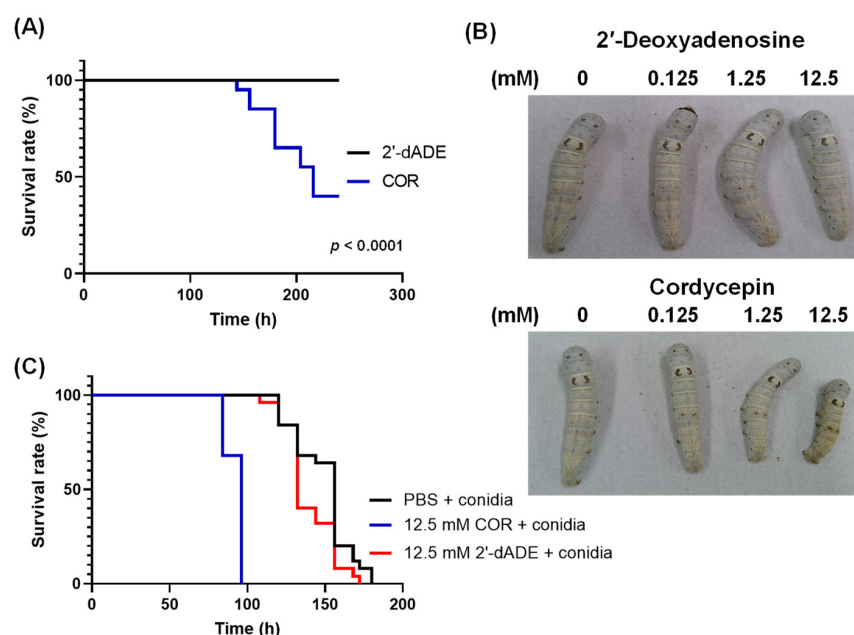 (A)
Survival rate (%)
100
50
0
0 100 200 300
Time (h)
2'-dADE
COR
p < 0.0001
(B)
2′-Deoxyadenosine
(mM) 0 0.125 1.25 12.5
Cordycepin
(mM) 0 0.125 1.25 12.5
(C)
Survival rate (%)
100
50
0
0 50 100 150 200
Time (h)
PBS + conidia
12.5 mM COR + conidia
12.5 mM 2'-dADE + conidia